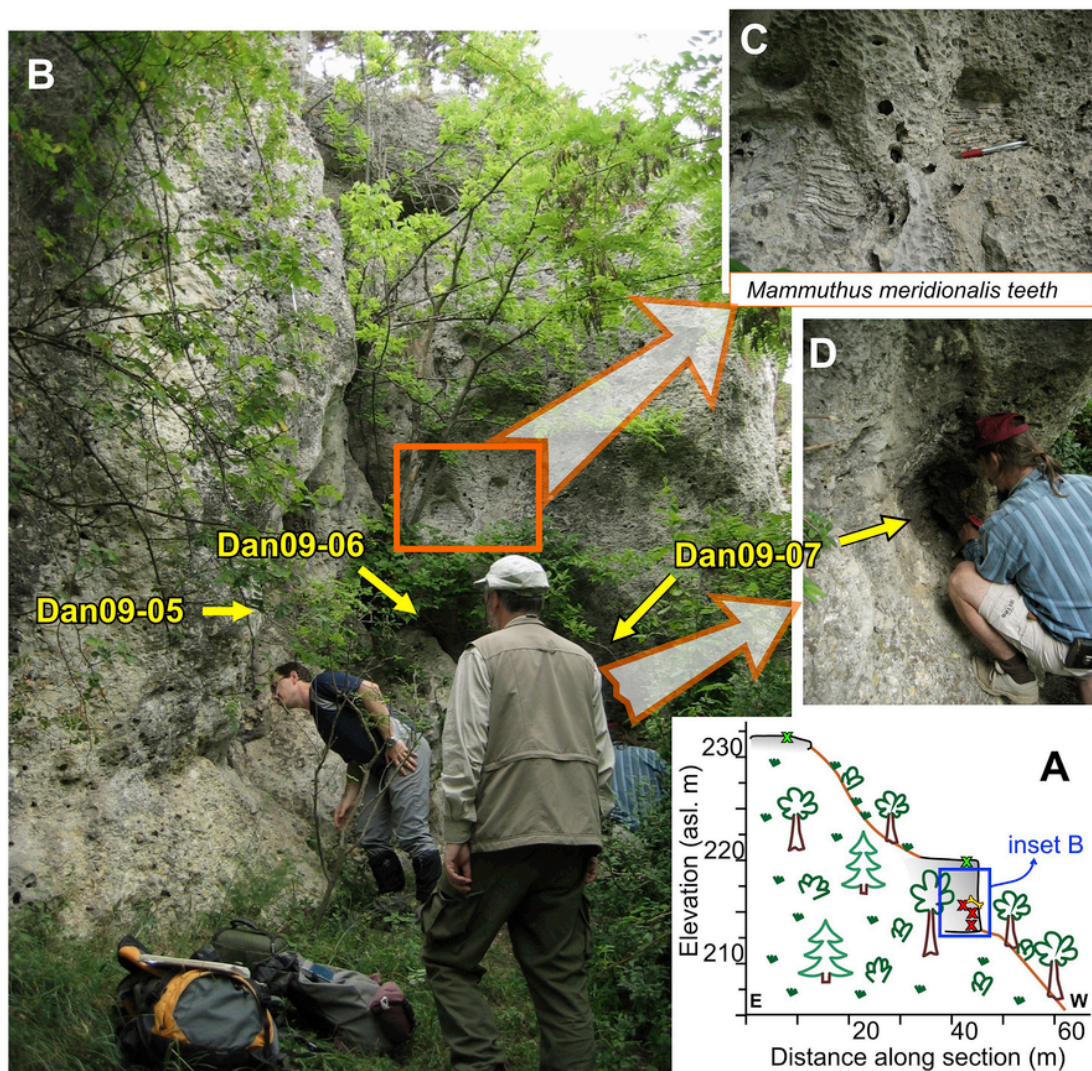 B
C
Mammuthus meridionalis teeth
D
Dan09-06
Dan09-07
Dan09-05
A
Elevation (asl. m)
230
220
210
inset B
E
W
20
40
60
Distance along section (m)